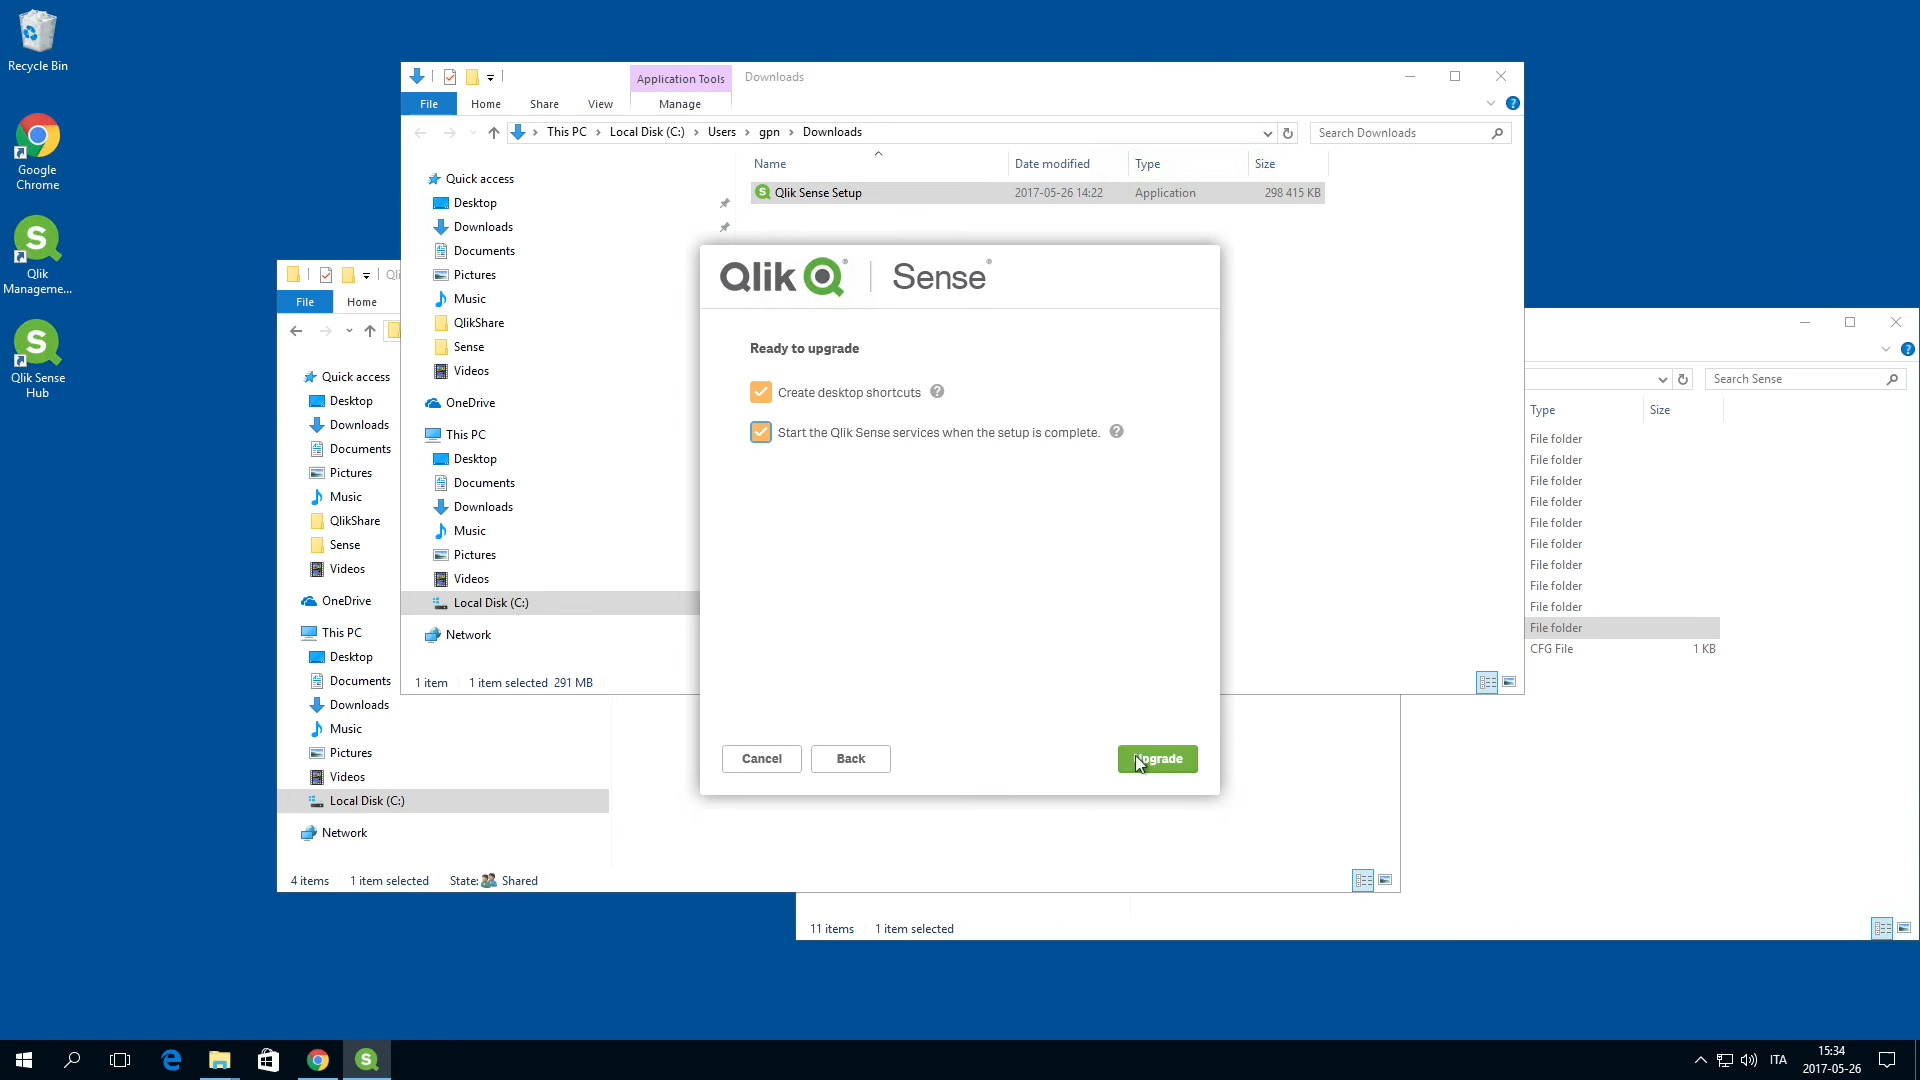 Recycle Bin
Google
Chrome
Qlik
Manageme...
Qlik Sense
Hub
Application Tools
Downloads
File
Home
Share
View
Manage
This PC
Local Disk (C:)
Users
gpn
Downloads
Search Downloads
Name
Date modified
Type
Size
Qlik Sense Setup
2017-05-26 14:22
Application
298 415 KB
Quick access
Desktop
Downloads
Documents
Pictures
Music
QlikShare
Sense
Videos
OneDrive
This PC
Desktop
Documents
Downloads
Music
Pictures
Videos
Local Disk (C:)
Network
1 item
1 item selected 291 MB
Qlik Sense
Ready to upgrade
Create desktop shortcuts
Start the Qlik Sense services when the setup is complete.
Cancel
Back
Upgrade
File
Home
Quick access
Desktop
Downloads
Documents
Pictures
Music
QlikShare
Sense
Videos
OneDrive
This PC
Desktop
Documents
Downloads
Music
Pictures
Videos
Local Disk (C:)
Network
4 items
1 item selected
State: Shared
Search Sense
Type
Size
File folder
File folder
File folder
File folder
File folder
File folder
File folder
File folder
File folder
File folder
CFG File
1 KB
11 items
1 item selected
ITA
15:34
2017-05-26